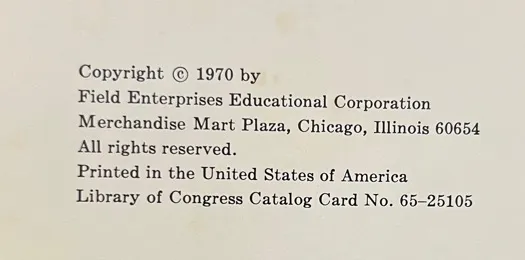 Copyright © 1970 by
Field Enterprises Educational Corporation
Merchandise Mart Plaza, Chicago, Illinois 60654
All rights reserved.
Printed in the United States of America
Library of Congress Catalog Card No. 65–25105